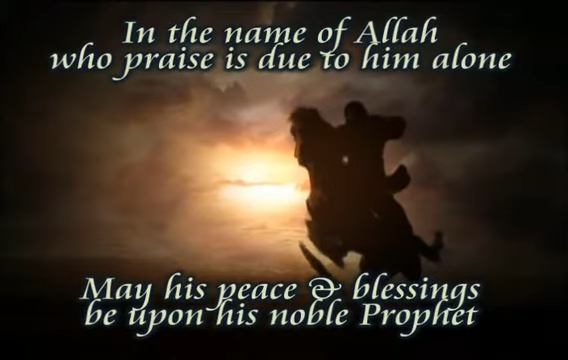 In the name of Allah
who praise is due to him alone
May his peace & blessings
be upon his noble Prophet